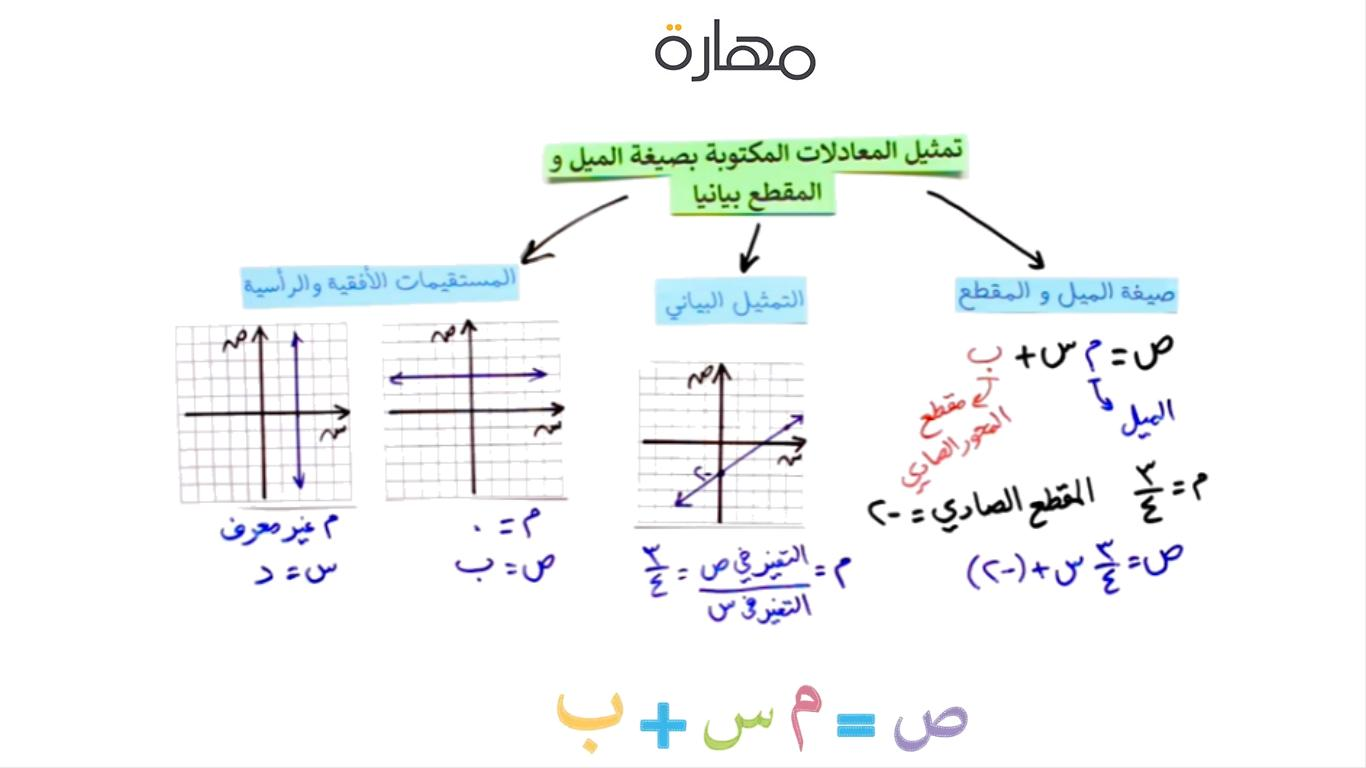 مهارة
تمثيل المعادلات المكتوبة بصيغة الميل و
المقطع بيانيا
صيغة الميل و المقطع
ص = م س + ب
الميل
مقطع
المحور الصادي
م = ٣/٤ المقطع الصادي = -٢
ص = ٣/٤ س + (-٢)
التمثيل البياني
ص
س
-٢
م = التغير في ص / التغير في س = ٣/٤
المستقيمات الأفقية والرأسية
ص
س
م = ٠
ص = ب
ص
س
م غير معرف
س = د
ص = م س + ب